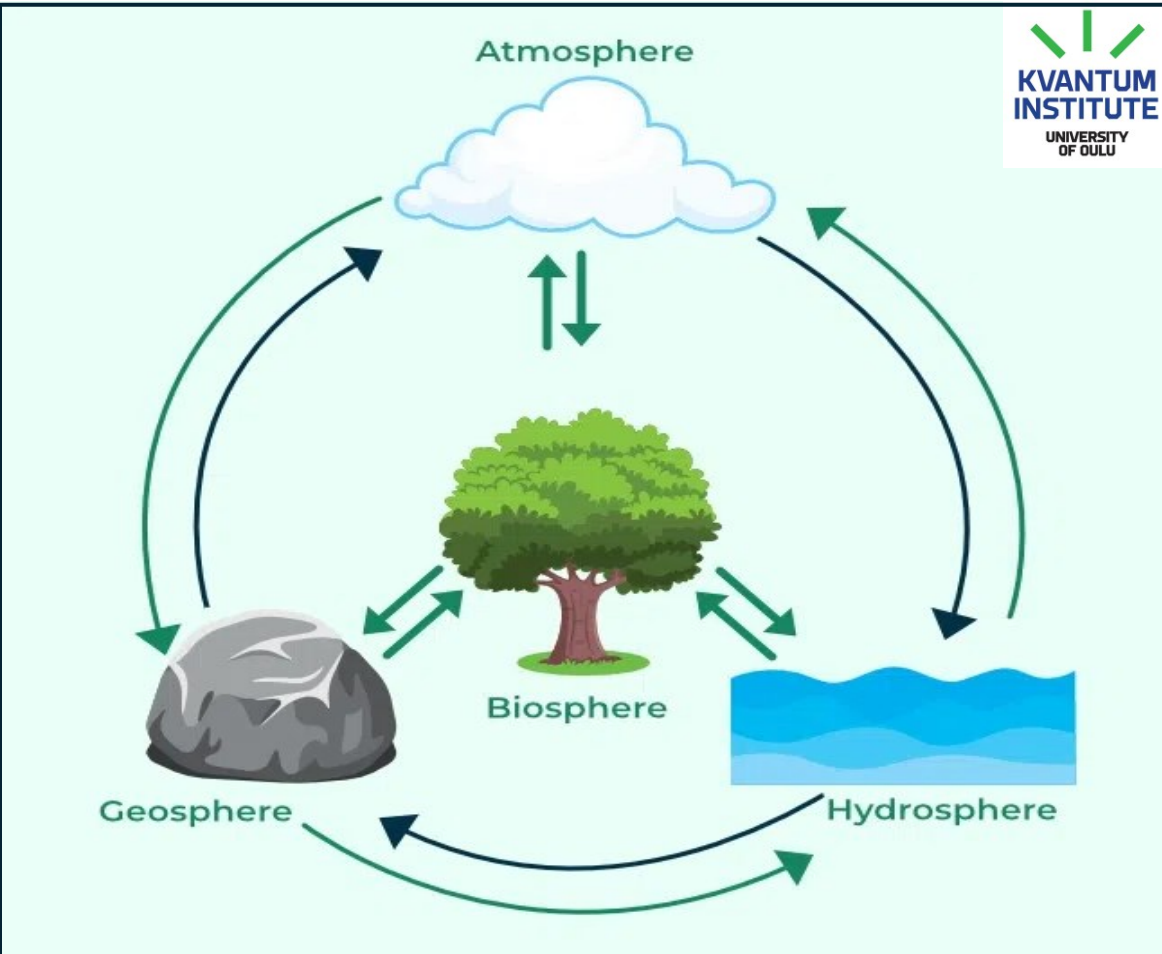 Atmosphere
KVANTUM
INSTITUTE
UNIVERSITY
OF OULU
Biosphere
Geosphere
Hydrosphere